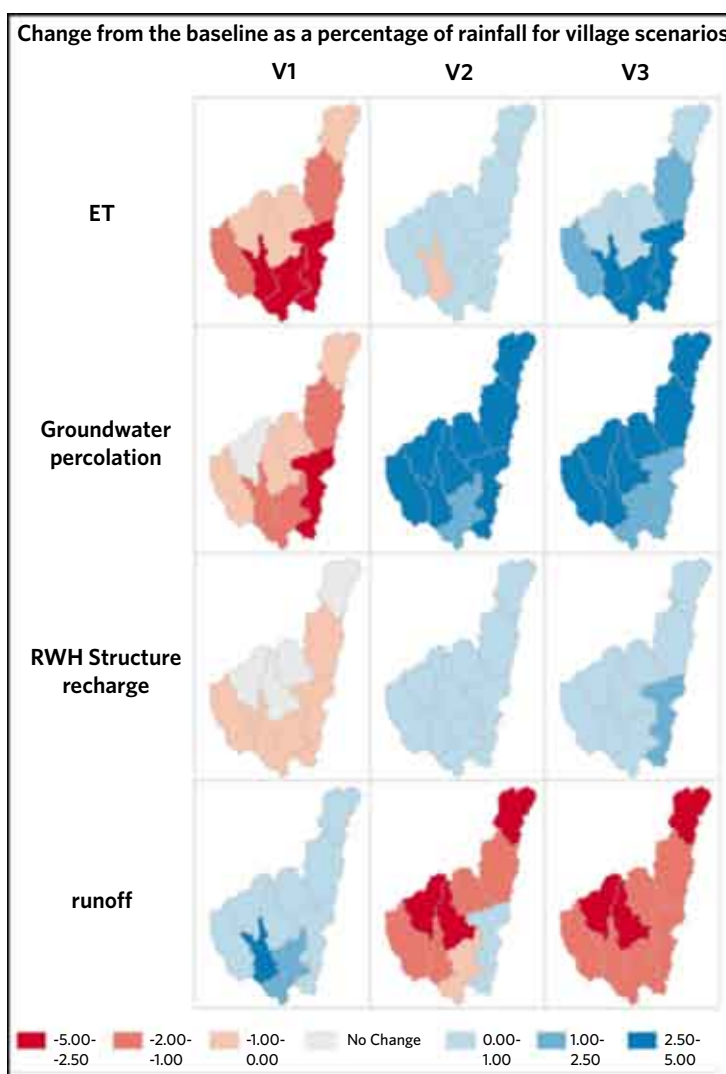 Change from the baseline as a percentage of rainfall for village scenarios
V1 V2 V3
ET
Groundwater
percolation
RWH Structure
recharge
runoff
-5.00- -2.00- -1.00- No Change 0.00- 1.00- 2.50-
-2.50 -1.00 0.00 1.00 2.50 5.00